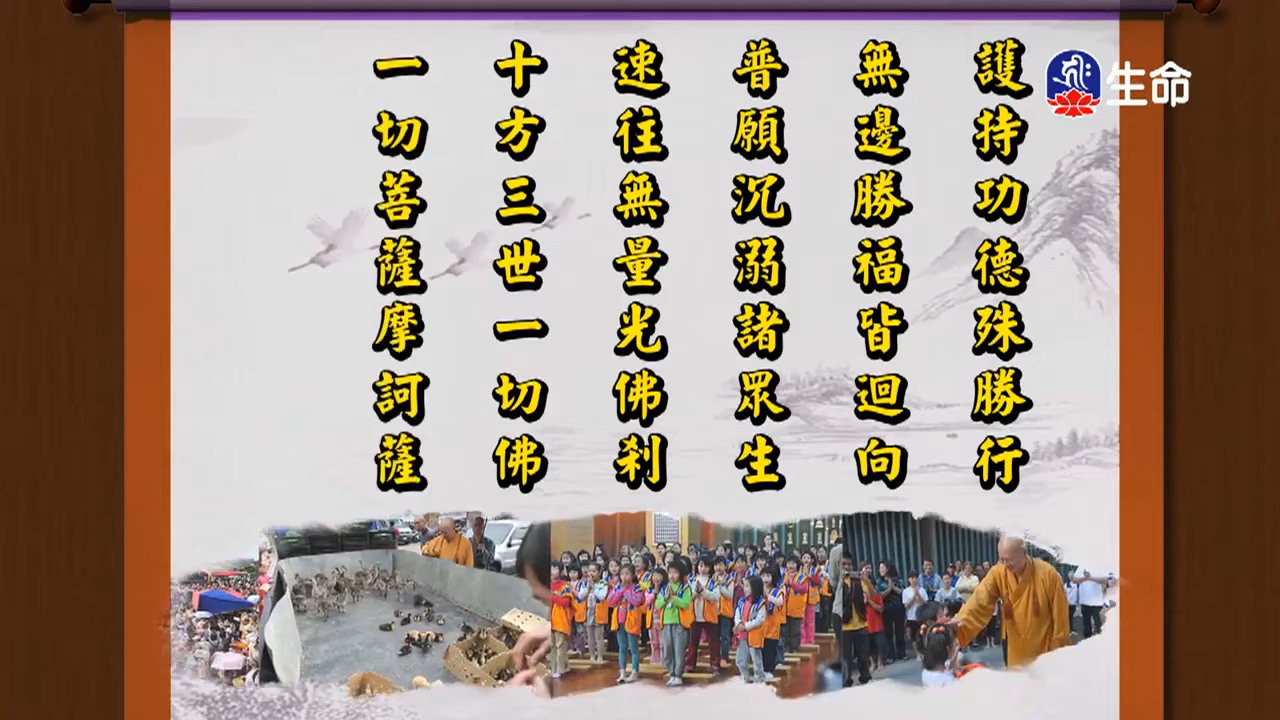 護持功德殊勝行
無邊勝福皆迴向
普願沉溺諸眾生
速往無量光佛剎
十方三世一切佛
一切菩薩摩訶薩
生命